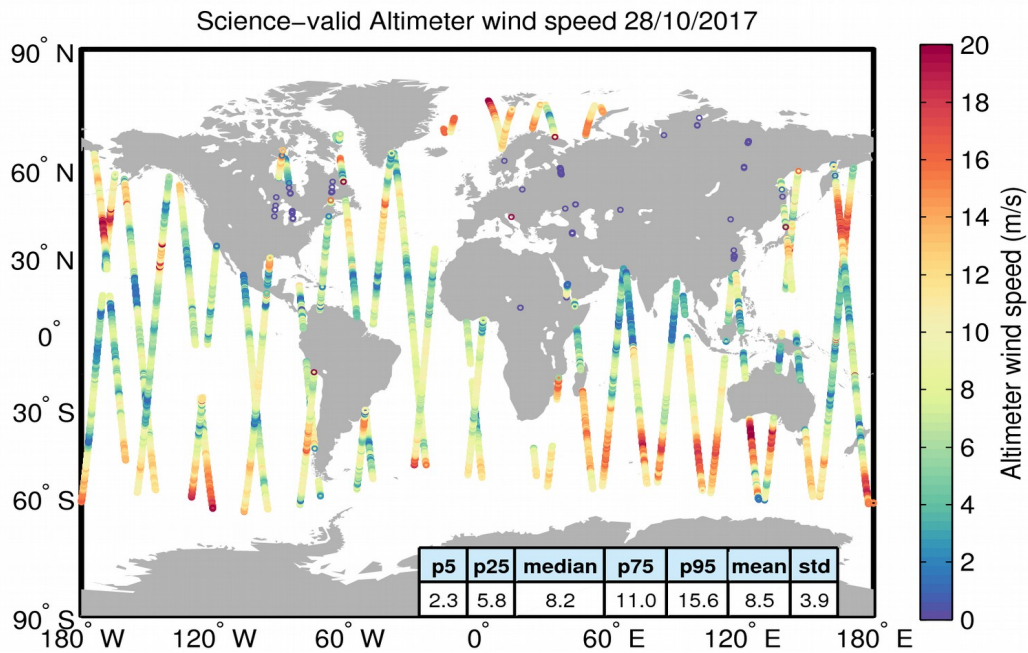 Science−valid Altimeter wind speed 28/10/2017
90° N
60° N
30° N
0°
30° S
60° S
90° S
180° W
120° W
60° W
0°
60° E
120° E
180° E
p5 p25 median p75 p95 mean std
2.3 5.8 8.2 11.0 15.6 8.5 3.9
20
18
16
14
12
10
8
6
4
2
0
Altimeter wind speed (m/s)